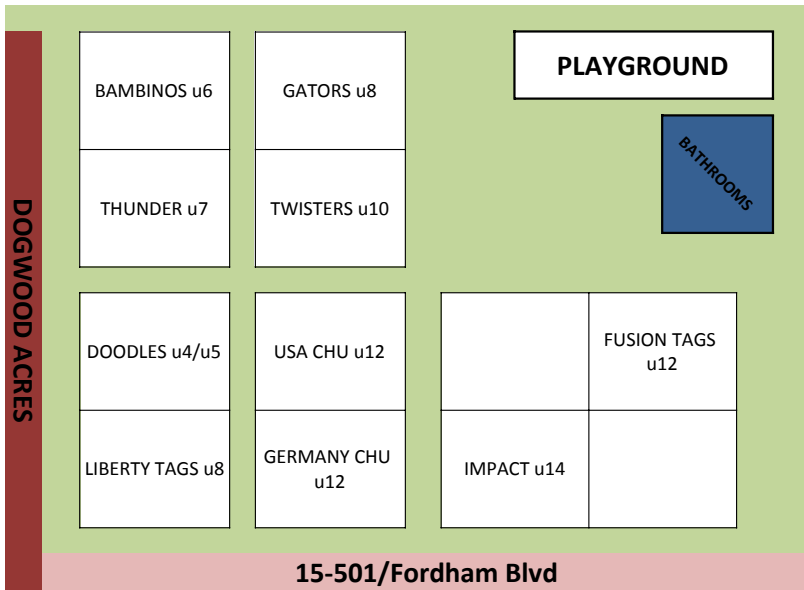 BAMBINOS u6
GATORS u8
PLAYGROUND
BATHROOMS
THUNDER u7
TWISTERS u10
DOGWOOD ACRES
DOODLES u4/u5
USA CHU u12
FUSION TAGS
u12
LIBERTY TAGS u8
GERMANY CHU
u12
IMPACT u14
15-501/Fordham Blvd